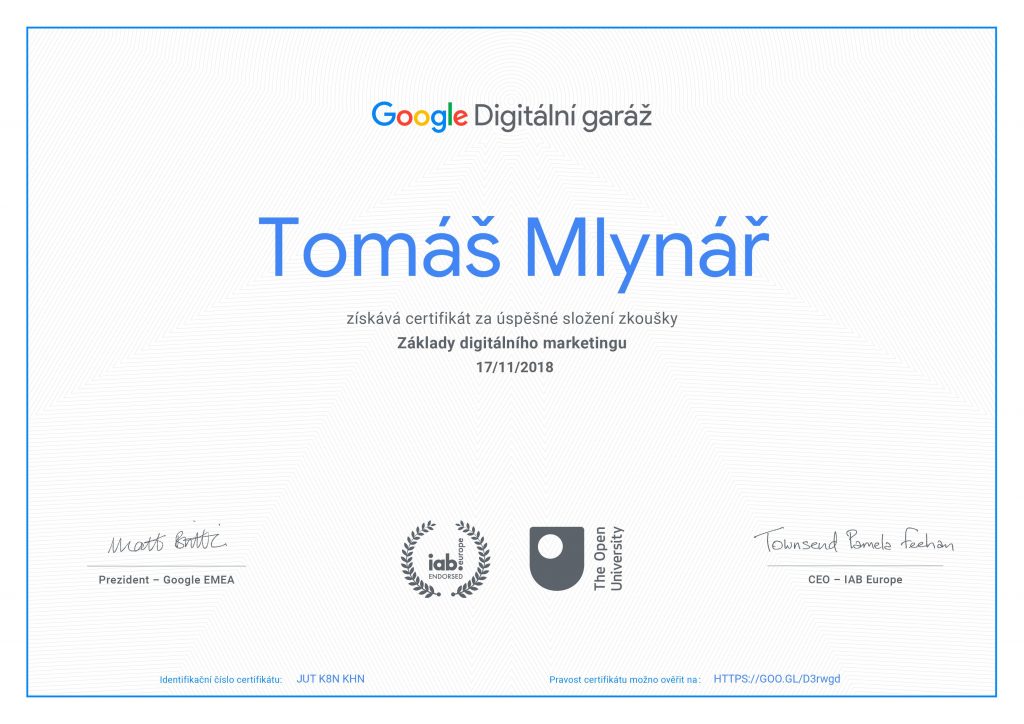 Google Digitální garáž
Tomáš Mlynář
získává certifikát za úspěšné složení zkoušky
Základy digitálního marketingu
17/11/2018
Matt Brittin
Prezident – Google EMEA
iab.europe
ENDORSED
The Open
University
Townsend Pamela Feehan
CEO – IAB Europe
Identifikační číslo certifikátu: JUT K8N KHN
Pravost certifikátu možno ověřit na: HTTPS://GOO.GL/D3rwgd